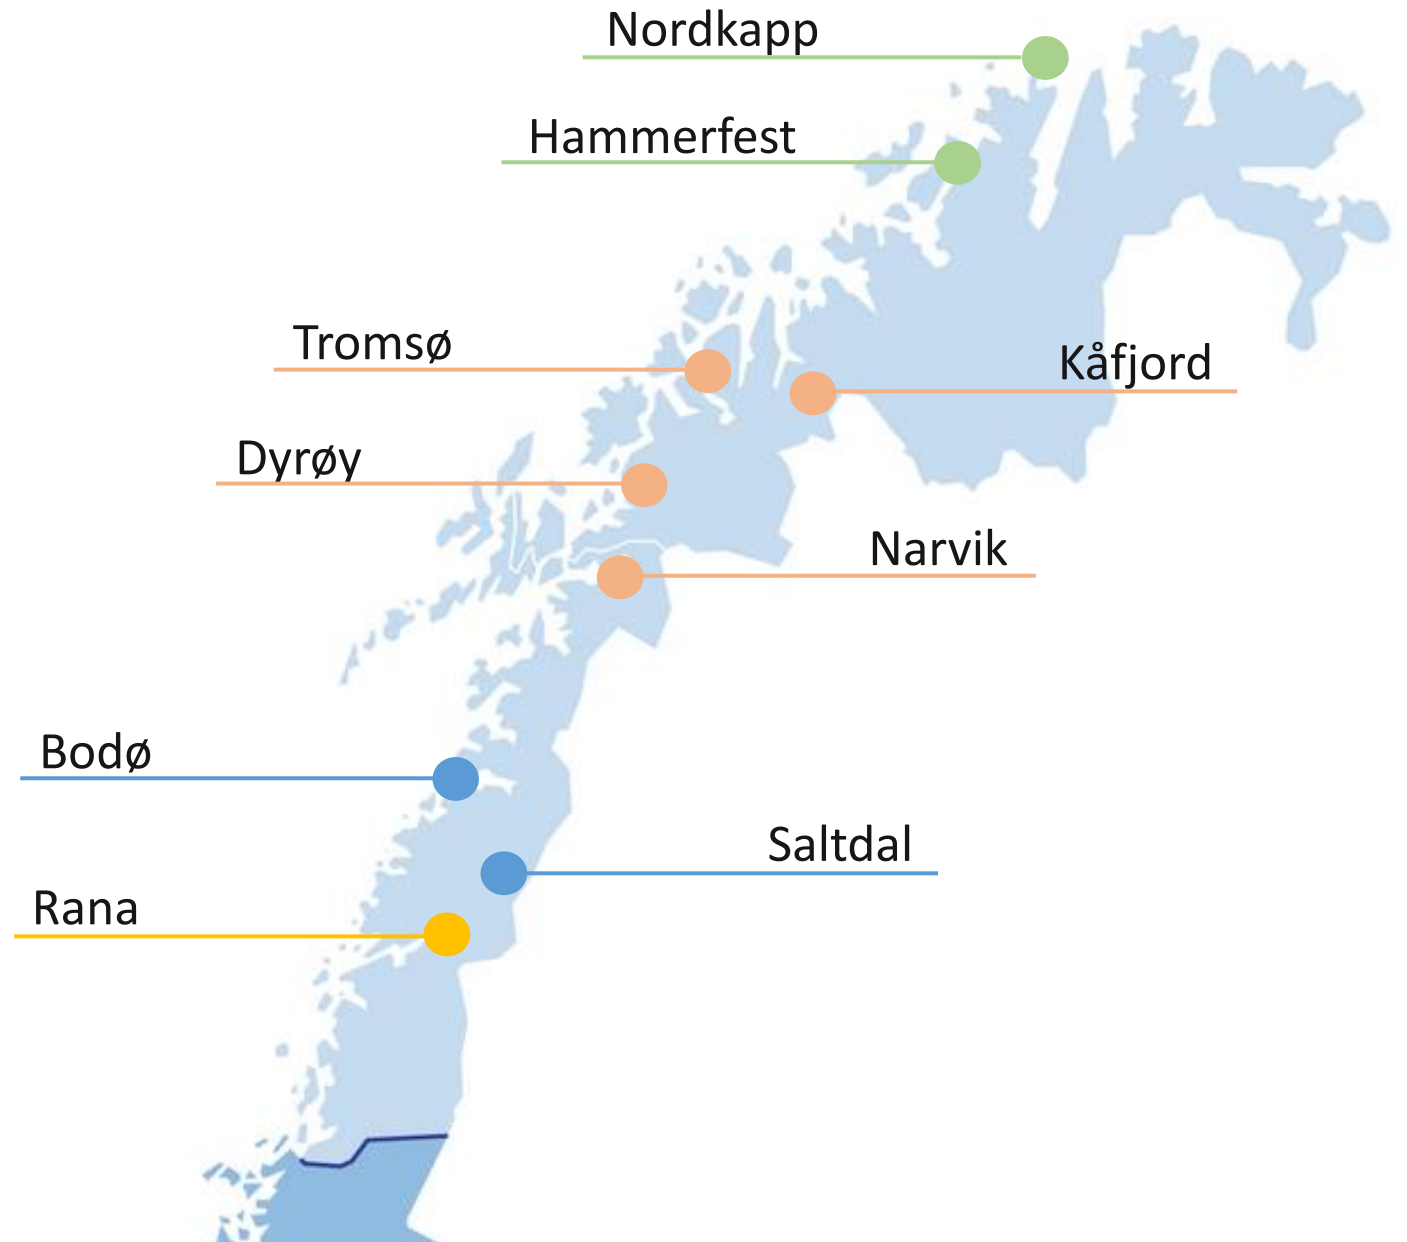 Nordkapp
Hammerfest
Tromsø
Kåfjord
Dyrøy
Narvik
Bodø
Saltdal
Rana